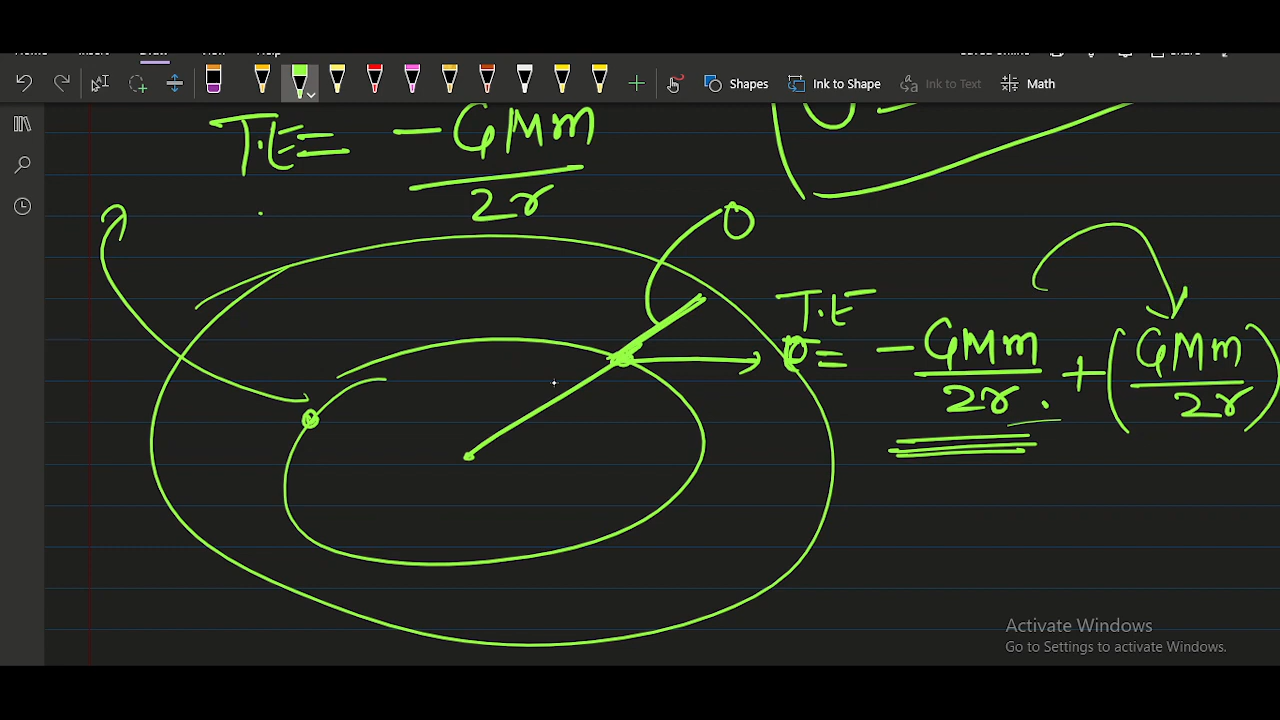 Shapes Ink to Shape Ink to Text Math
T.E = -GMm/2r
O
T.E
0 = -GMm/2r + (GMm/2r)
Activate Windows
Go to Settings to activate Windows.